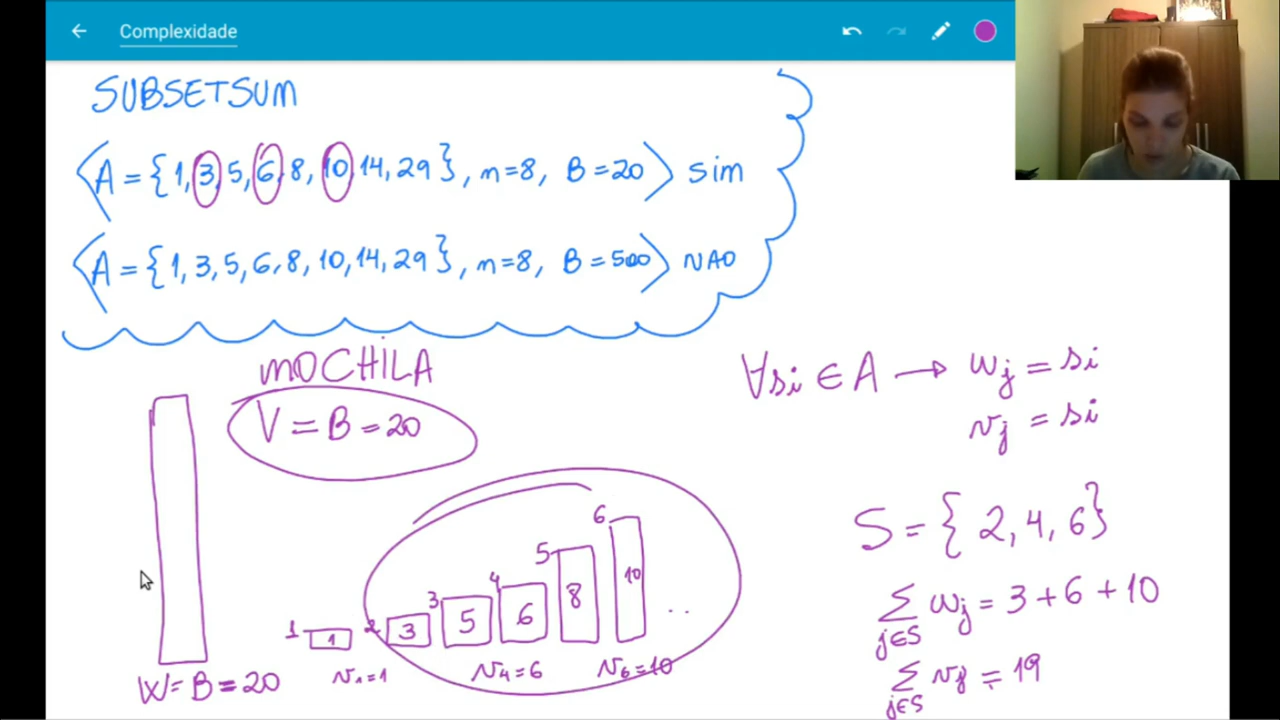 Complexidade
SUBSETSUM
⟨A = {1, 3, 5, 6, 8, 10, 14, 29}, n=8, B=20⟩ sim
⟨A = {1, 3, 5, 6, 8, 10, 14, 29}, n=8, B=500⟩ NAO
MOCHILA
V = B = 20
∀si ∈ A → wj = si
vj = si
S = {2, 4, 6}
∑ wj = 3 + 6 + 10
j∈S
∑ vj = 19
j∈S
1 2 3 4 5 6
1 3 5 6 8 10 ..
W = B = 20
v1=1 v4=6 v6=10